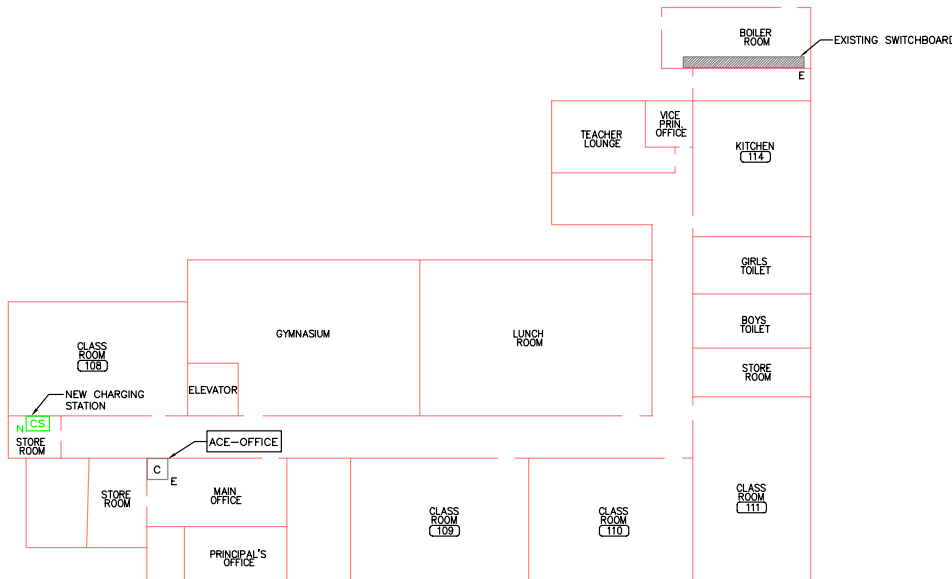 BOILER
ROOM
EXISTING SWITCHBOARD
E
VICE
PRIN.
OFFICE
TEACHER
LOUNGE
KITCHEN
114
GIRLS
TOILET
BOYS
TOILET
GYMNASIUM
LUNCH
ROOM
CLASS
ROOM
108
STORE
ROOM
ELEVATOR
NEW CHARGING
STATION
CS
N
STORE
ROOM
ACE-OFFICE
C
E
STORE
ROOM
MAIN
OFFICE
CLASS
ROOM
109
CLASS
ROOM
110
CLASS
ROOM
111
PRINCIPAL'S
OFFICE